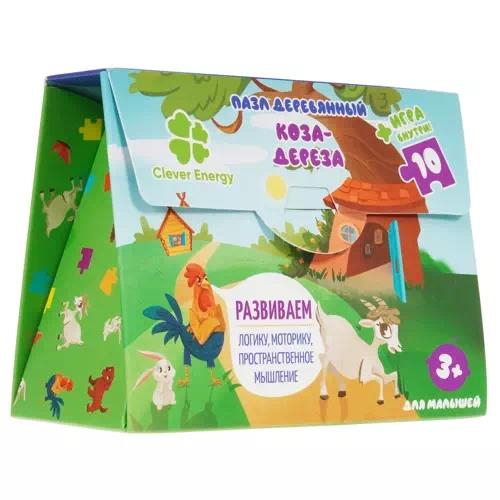 ПАЗЛ ДЕРЕВЯННЫЙ
КОЗА-
ДЕРЕЗА
+ ИГРА
ВНУТРИ!
10
Clever Energy
РАЗВИВАЕМ
ЛОГИКУ, МОТОРИКУ,
ПРОСТРАНСТВЕННОЕ
МЫШЛЕНИЕ
3+
ДЛЯ МАЛЫШЕЙ